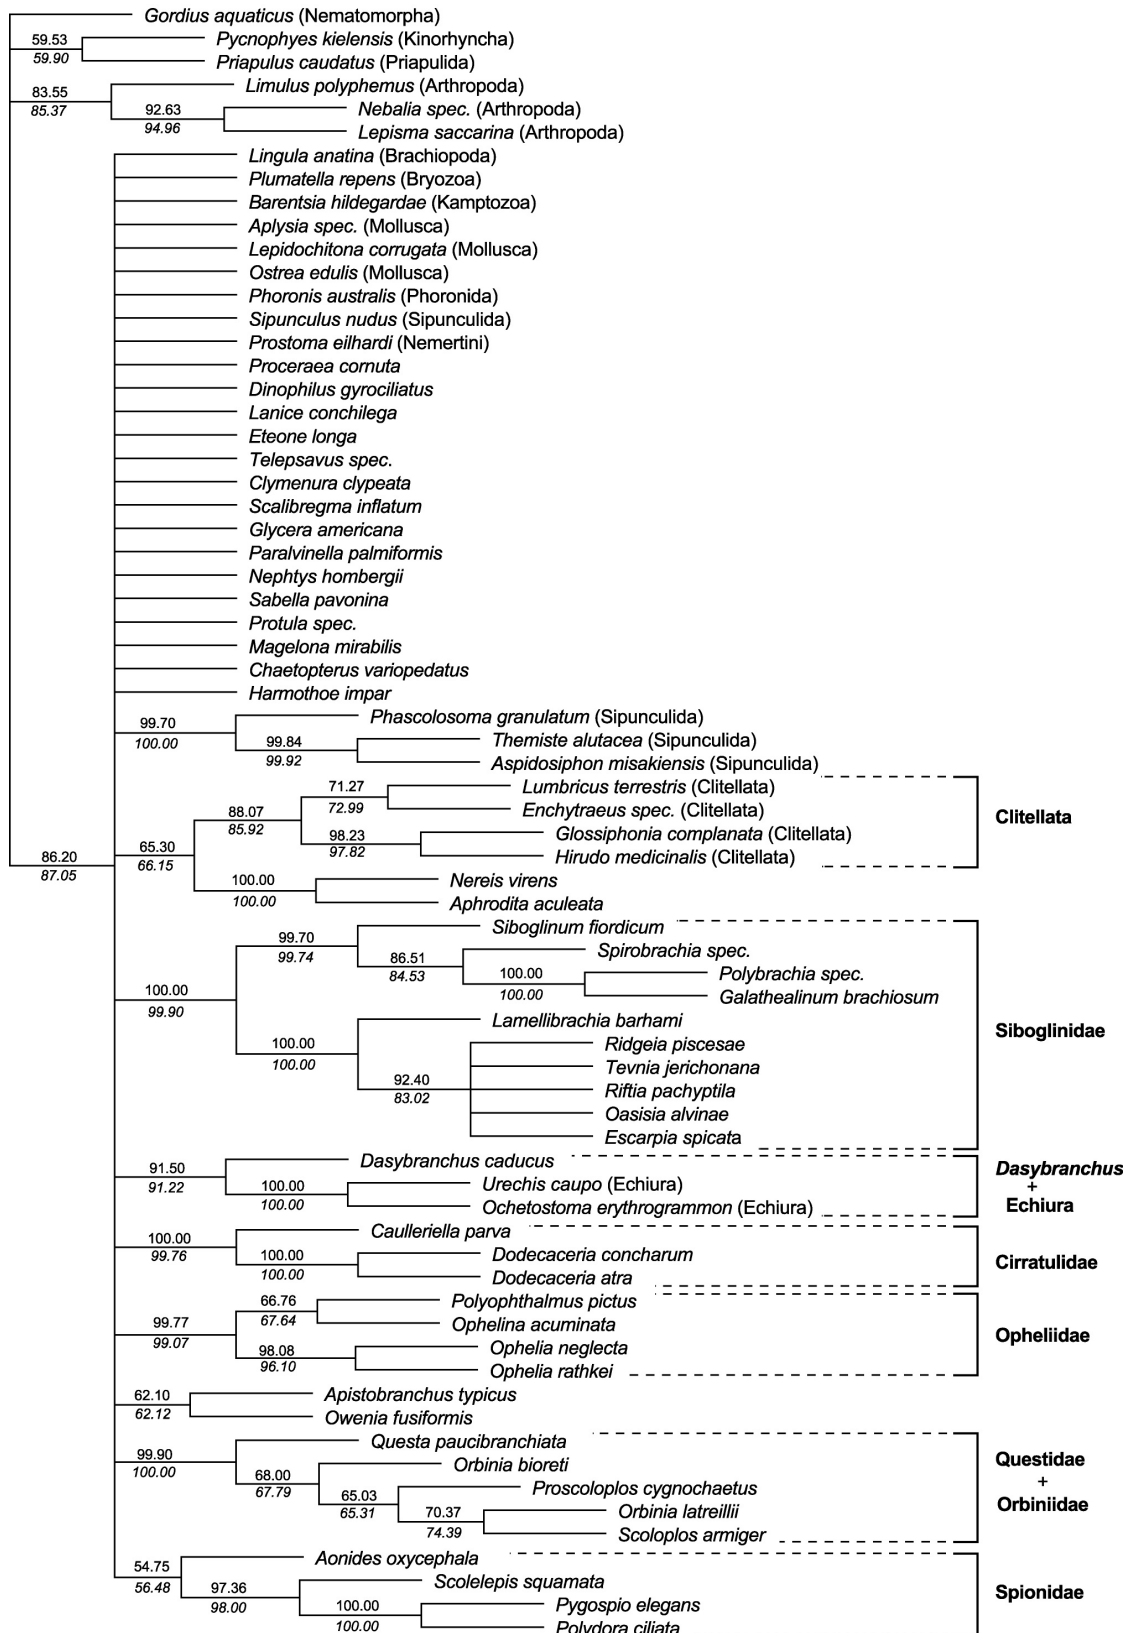 Gordius aquaticus (Nematomorpha)
59.53
59.90
Pycnophyes kielensis (Kinorhyncha)
Priapulus caudatus (Priapulida)
83.55
85.37
Limulus polyphemus (Arthropoda)
92.63
94.96
Nebalia spec. (Arthropoda)
Lepisma saccarina (Arthropoda)
Lingula anatina (Brachiopoda)
Plumatella repens (Bryozoa)
Barentsia hildegardae (Kamptozoa)
Aplysia spec. (Mollusca)
Lepidochitona corrugata (Mollusca)
Ostrea edulis (Mollusca)
Phoronis australis (Phoronida)
Sipunculus nudus (Sipunculida)
Prostoma eilhardi (Nemertini)
Proceraea cornuta
Dinophilus gyrociliatus
Lanice conchilega
Eteone longa
Telepsavus spec.
Clymenura clypeata
Scalibregma inflatum
Glycera americana
Paralvinella palmiformis
Nephtys hombergii
Sabella pavonina
Protula spec.
Magelona mirabilis
Chaetopterus variopedatus
Harmothoe impar
99.70
100.00
Phascolosoma granulatum (Sipunculida)
99.84
99.92
Themiste alutacea (Sipunculida)
Aspidosiphon misakiensis (Sipunculida)
86.20
87.05
65.30
66.15
88.07
85.92
71.27
72.99
Lumbricus terrestris (Clitellata)
Enchytraeus spec. (Clitellata)
98.23
97.82
Glossiphonia complanata (Clitellata)
Hirudo medicinalis (Clitellata)
Clitellata
100.00
100.00
Nereis virens
Aphrodita aculeata
100.00
99.90
99.70
99.74
Siboglinum fiordicum
86.51
84.53
Spirobrachia spec.
100.00
100.00
Polybrachia spec.
Galathealinum brachiosum
100.00
100.00
Lamellibrachia barhami
92.40
83.02
Ridgeia piscesae
Tevnia jerichonana
Riftia pachyptila
Oasisia alvinae
Escarpia spicata
Siboglinidae
91.50
91.22
Dasybranchus caducus
100.00
100.00
Urechis caupo (Echiura)
Ochetostoma erythrogrammon (Echiura)
Dasybranchus
+
Echiura
100.00
99.76
Caulleriella parva
100.00
100.00
Dodecaceria concharum
Dodecaceria atra
Cirratulidae
99.77
99.07
66.76
67.64
Polyophthalmus pictus
Ophelina acuminata
98.08
96.10
Ophelia neglecta
Ophelia rathkei
Opheliidae
62.10
62.12
Apistobranchus typicus
Owenia fusiformis
99.90
100.00
Questa paucibranchiata
68.00
67.79
Orbinia bioreti
65.03
65.31
Proscoloplos cygnochaetus
70.37
74.39
Orbinia latreillii
Scoloplos armiger
Questidae
+
Orbiniidae
54.75
56.48
Aonides oxycephala
97.36
98.00
Scolelepis squamata
100.00
100.00
Pygospio elegans
Polydora ciliata
Spionidae